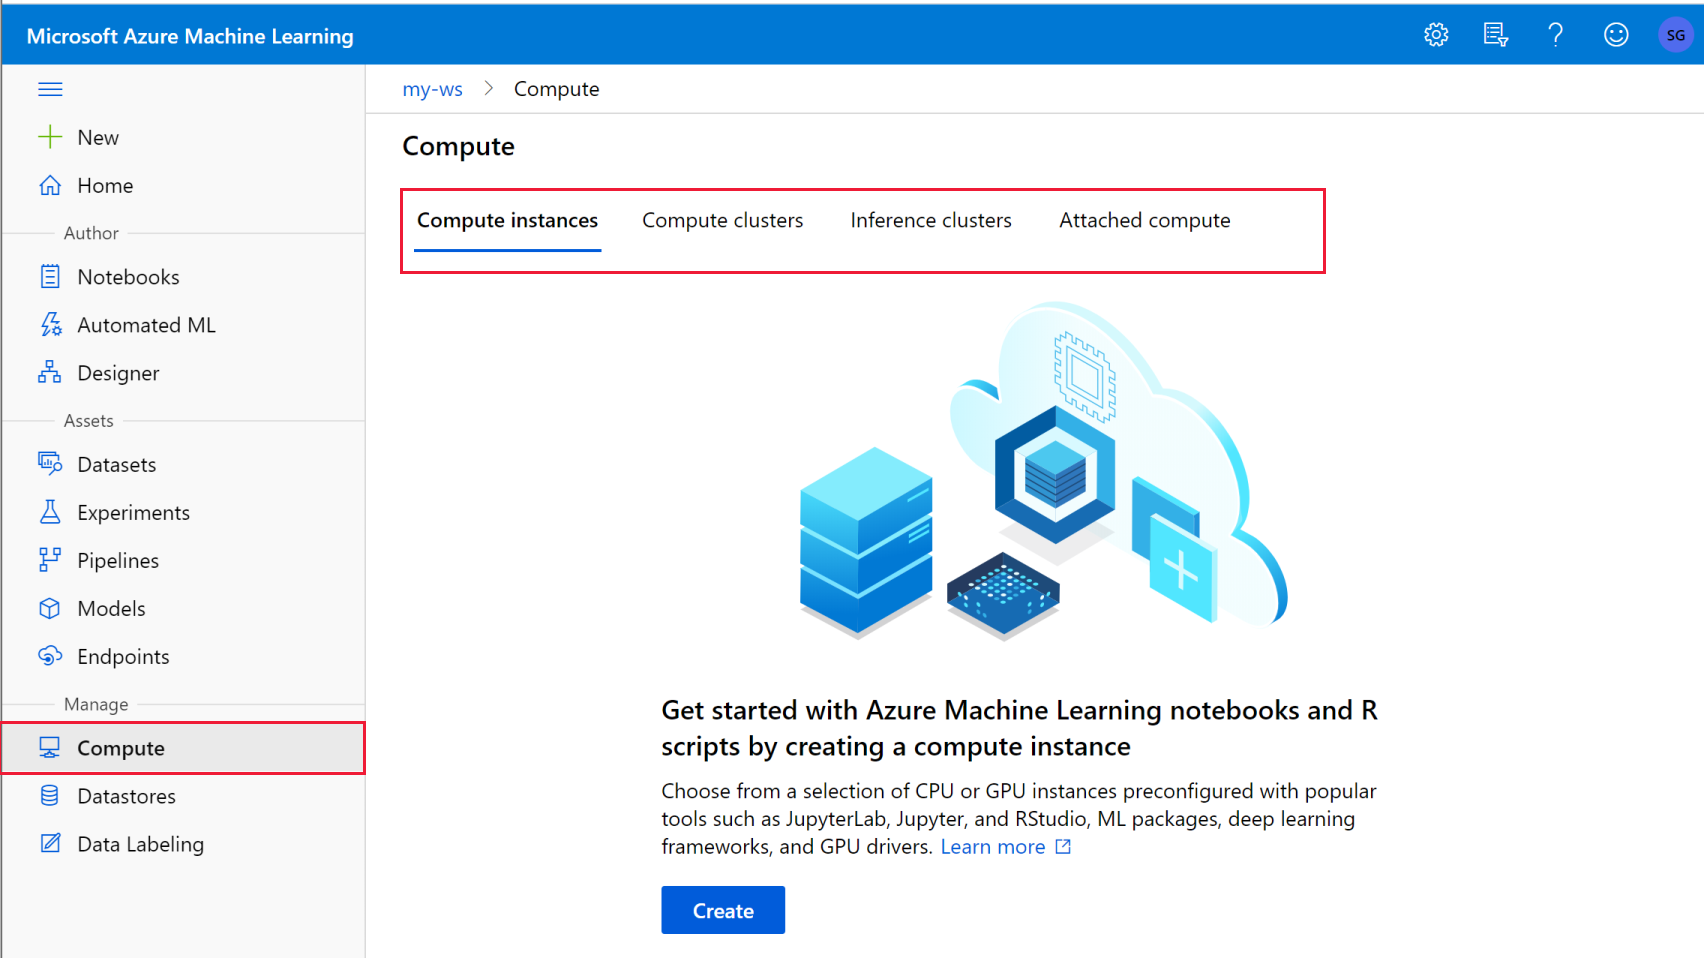 Microsoft Azure Machine Learning
SG
my-ws > Compute
New
Home
Author
Notebooks
Automated ML
Designer
Assets
Datasets
Experiments
Pipelines
Models
Endpoints
Manage
Compute
Datastores
Data Labeling
Compute
Compute instances Compute clusters Inference clusters Attached compute
Get started with Azure Machine Learning notebooks and R
scripts by creating a compute instance
Choose from a selection of CPU or GPU instances preconfigured with popular
tools such as JupyterLab, Jupyter, and RStudio, ML packages, deep learning
frameworks, and GPU drivers. Learn more
Create